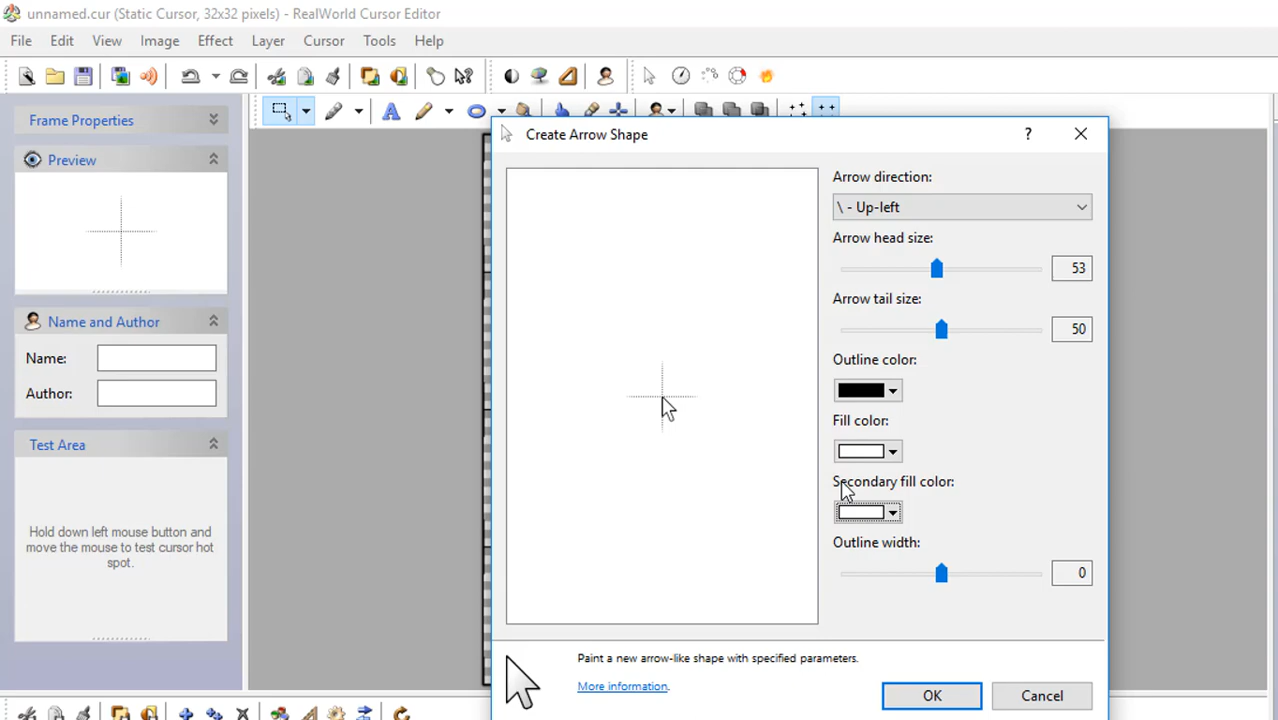 unnamed.cur (Static Cursor, 32x32 pixels) - RealWorld Cursor Editor
File Edit View Image Effect Layer Cursor Tools Help
Frame Properties
Preview
Name and Author
Name:
Author:
Test Area
Hold down left mouse button and
move the mouse to test cursor hot
spot.
Create Arrow Shape
Arrow direction:
\ - Up-left
Arrow head size:
53
Arrow tail size:
50
Outline color:
Fill color:
Secondary fill color:
Outline width:
0
Paint a new arrow-like shape with specified parameters.
More information.
OK Cancel